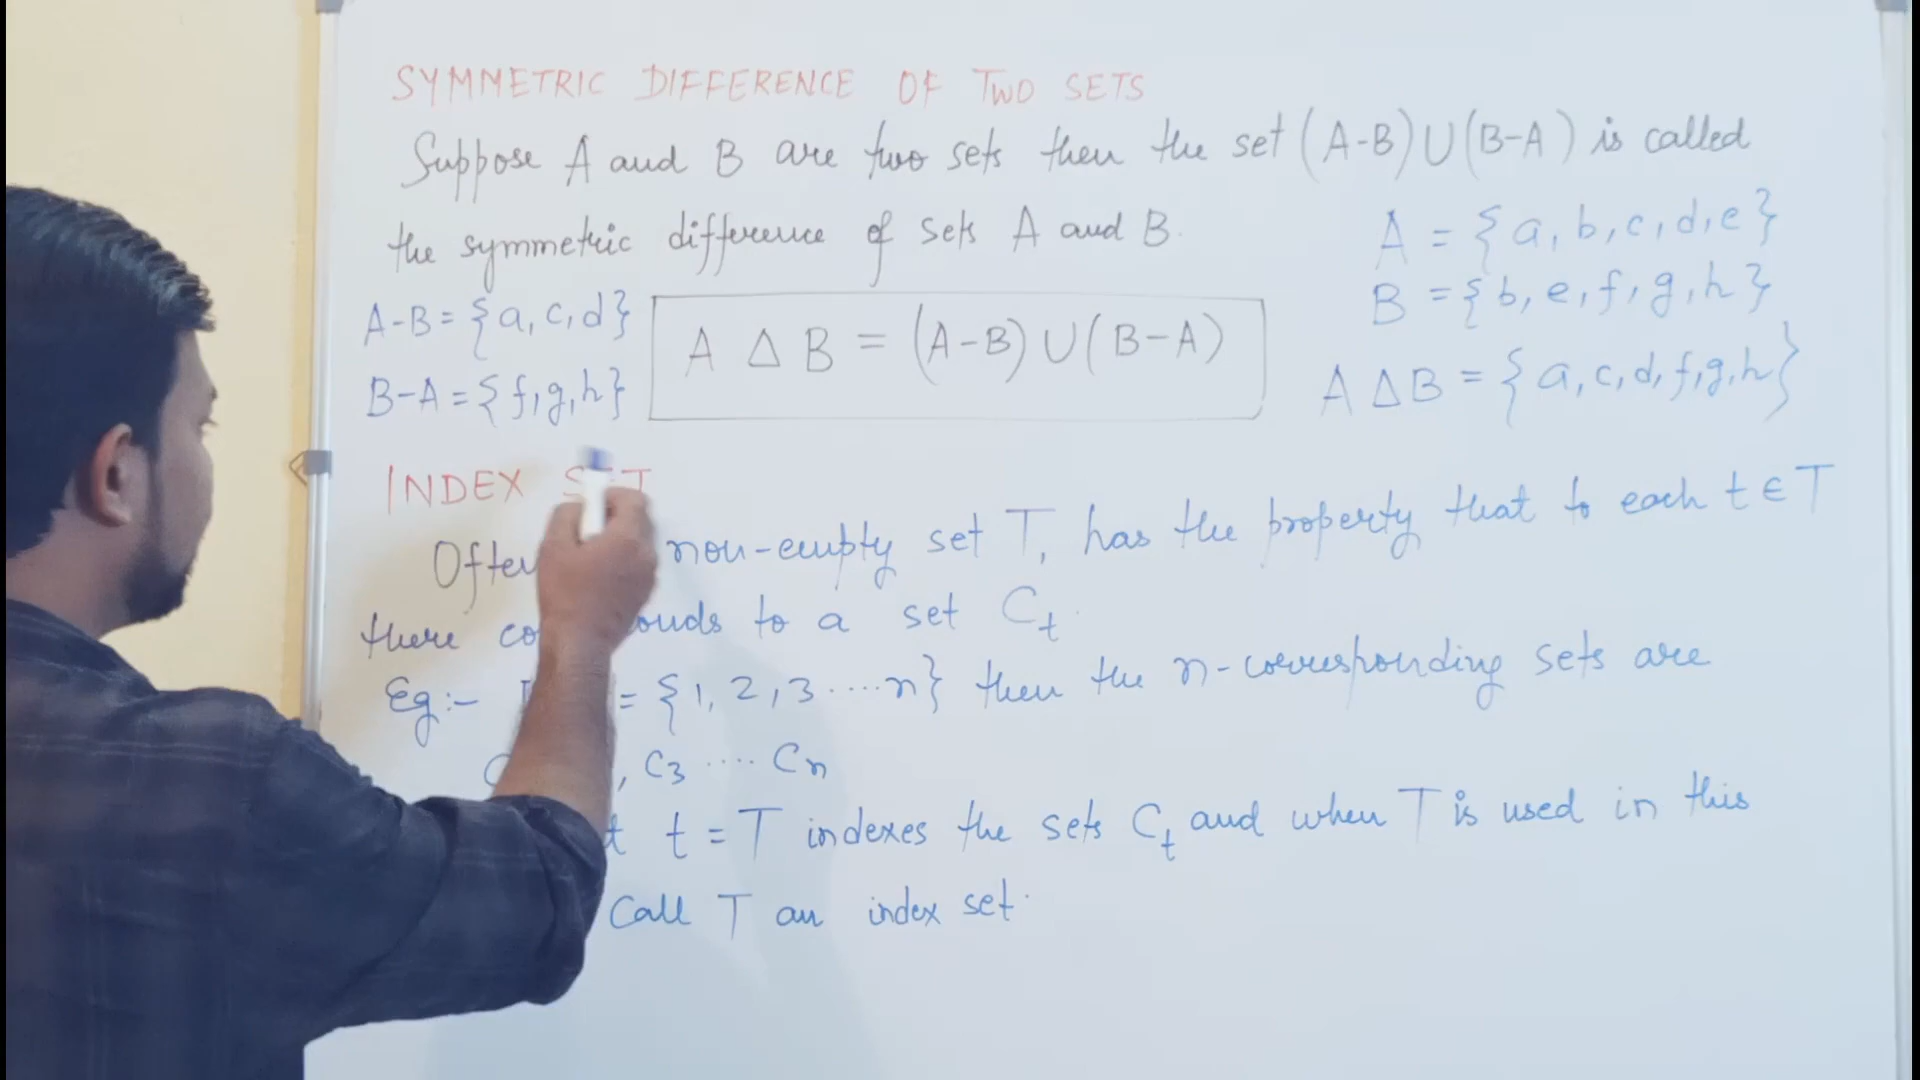 SYMMETRIC DIFFERENCE OF TWO SETS
Suppose A and B are two sets then the set (A-B)∪(B-A) is called
the symmetric difference of sets A and B.
A = {a, b, c, d, e}
B = {b, e, f, g, h}
A-B = {a, c, d}
A Δ B = (A-B)∪(B-A)
A Δ B = {a, c, d, f, g, h}
B-A = {f, g, h}
INDEX SET
Often non-empty set T, has the property that to each t ∈ T
there to a set Ct.
Eg:- = {1, 2, 3 ....n} then the n-corresponding sets are
, C3 .... Cn
t = T indexes the sets Ct and when T is used in this
Call T an index set.